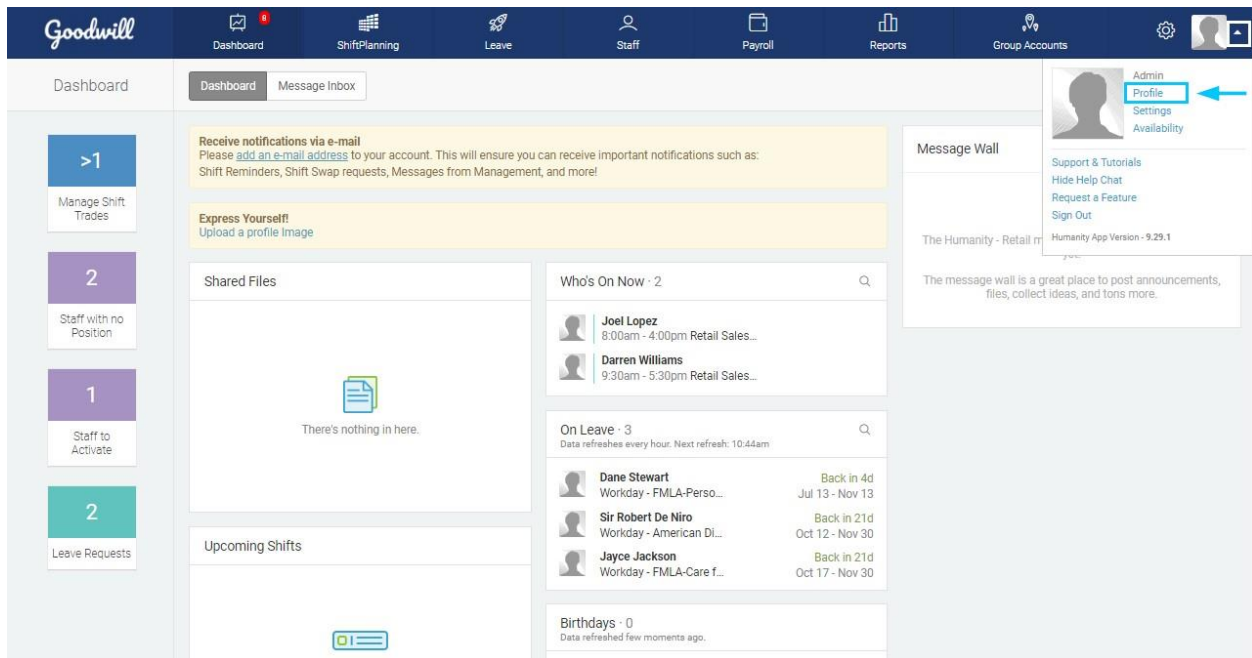 Goodwill
Dashboard
8
ShiftPlanning
Leave
Staff
Payroll
Reports
Group Accounts
Dashboard
Dashboard
Message Inbox
Admin
Profile
Settings
Availability
Support & Tutorials
Hide Help Chat
Request a Feature
Sign Out
Humanity App Version - 9.29.1
>1
Manage Shift
Trades
2
Staff with no
Position
1
Staff to
Activate
2
Leave Requests
Receive notifications via e-mail
Please add an e-mail address to your account. This will ensure you can receive important notifications such as:
Shift Reminders, Shift Swap requests, Messages from Management, and more!
Express Yourself!
Upload a profile Image
Shared Files
There's nothing in here.
Upcoming Shifts
Who's On Now · 2
Joel Lopez
8:00am - 4:00pm Retail Sales...
Darren Williams
9:30am - 5:30pm Retail Sales...
On Leave · 3
Data refreshes every hour. Next refresh: 10:44am
Dane Stewart
Back in 4d
Workday - FMLA-Perso...
Jul 13 - Nov 13
Sir Robert De Niro
Back in 21d
Workday - American Di...
Oct 12 - Nov 30
Jayce Jackson
Back in 21d
Workday - FMLA-Care f...
Oct 17 - Nov 30
Birthdays · 0
Data refreshed few moments ago.
Message Wall
The Humanity - Retail
The message wall is a great place to post announcements,
files, collect ideas, and tons more.